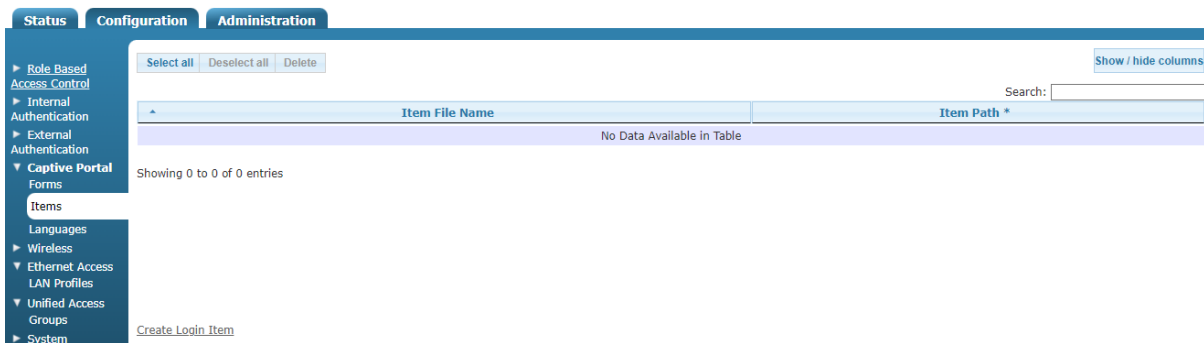 Status Configuration Administration
Role Based
Access Control
Internal
Authentication
External
Authentication
Captive Portal
Forms
Items
Languages
Wireless
Ethernet Access
LAN Profiles
Unified Access
Groups
System
Select all Deselect all Delete
Show / hide columns
Search:
Item File Name Item Path *
No Data Available in Table
Showing 0 to 0 of 0 entries
Create Login Item